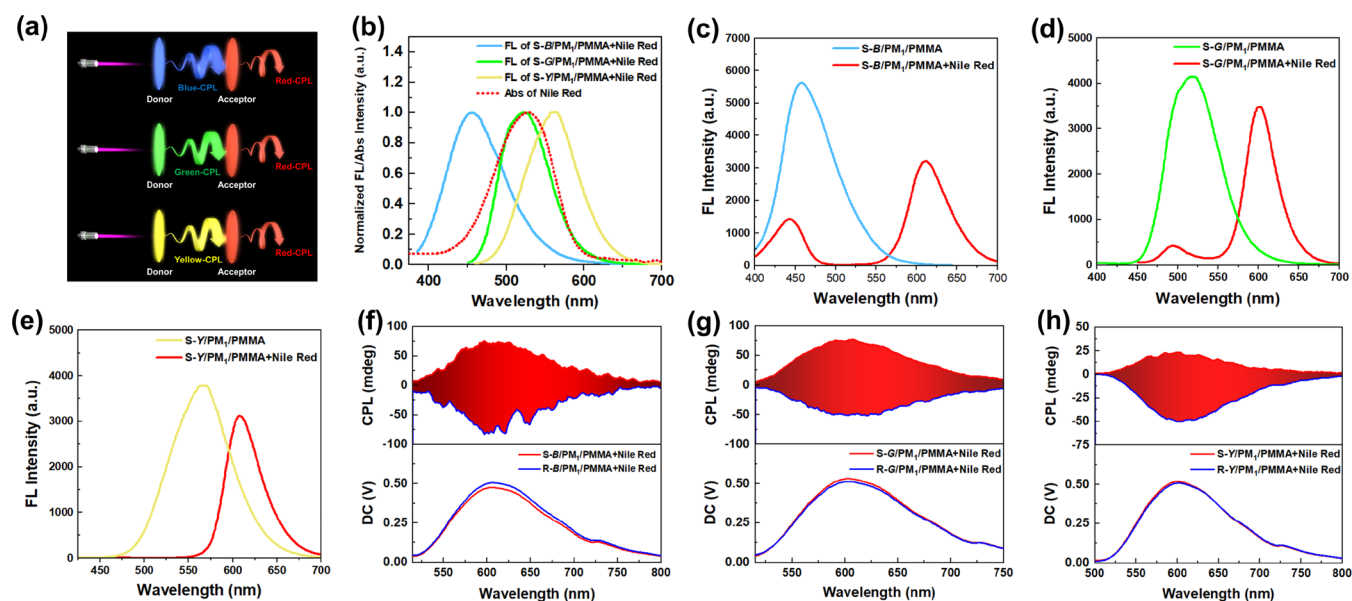 (a)
Blue-CPL
Red-CPL
Donor
Acceptor
Green-CPL
Red-CPL
Donor
Acceptor
Yellow-CPL
Red-CPL
Donor
Acceptor
(b)
Normalized FL/Abs Intensity (a.u.)
1.4
1.2
1.0
0.8
0.6
0.4
0.2
0.0
FL of S-B/PM1/PMMA+Nile Red
FL of S-G/PM1/PMMA+Nile Red
FL of S-Y/PM1/PMMA+Nile Red
Abs of Nile Red
400 500 600 700
Wavelength (nm)
(c)
FL Intensity (a.u.)
7000
6000
5000
4000
3000
2000
1000
0
S-B/PM1/PMMA
S-B/PM1/PMMA+Nile Red
400 450 500 550 600 650 700
Wavelength (nm)
(d)
FL Intensity (a.u.)
5000
4000
3000
2000
1000
0
S-G/PM1/PMMA
S-G/PM1/PMMA+Nile Red
400 450 500 550 600 650 700
Wavelength (nm)
(e)
FL Intensity (a.u.)
5000
4000
3000
2000
1000
0
S-Y/PM1/PMMA
S-Y/PM1/PMMA+Nile Red
450 500 550 600 650 700
Wavelength (nm)
(f)
CPL (mdeg)
100
50
0
-50
-100
S-B/PM1/PMMA+Nile Red
R-B/PM1/PMMA+Nile Red
DC (V)
0.50
0.25
0.00
550 600 650 700 750 800
Wavelength (nm)
(g)
CPL (mdeg)
100
50
0
-50
-100
S-G/PM1/PMMA+Nile Red
R-G/PM1/PMMA+Nile Red
DC (V)
0.50
0.25
0.00
550 600 650 700 750
Wavelength (nm)
(h)
CPL (mdeg)
50
25
0
-25
-50
-75
S-Y/PM1/PMMA+Nile Red
R-Y/PM1/PMMA+Nile Red
DC (V)
0.50
0.25
0.00
500 550 600 650 700 750 800
Wavelength (nm)